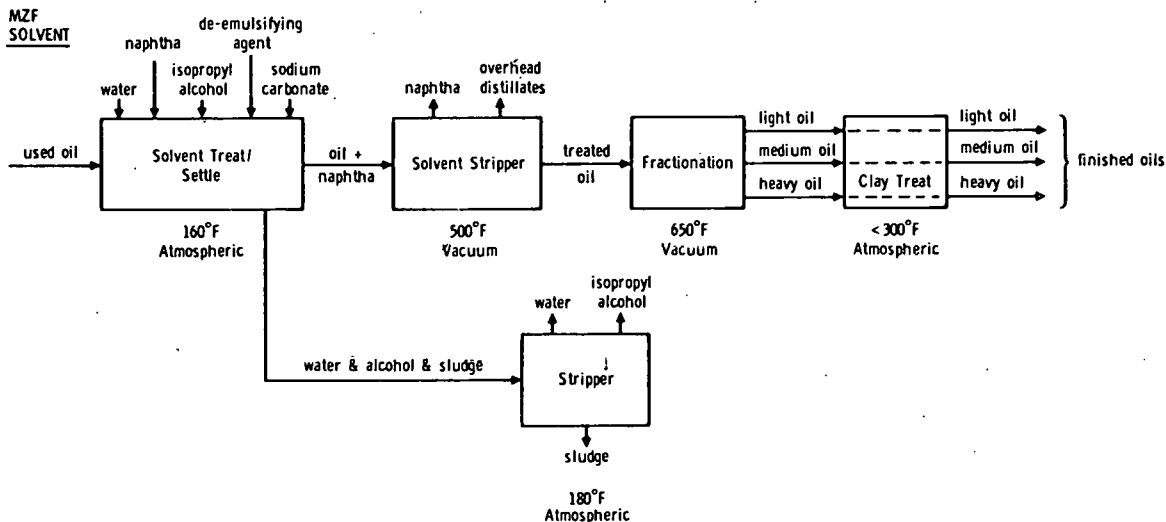 MZF
SOLVENT
water
naphtha
isopropyl
alcohol
de-emulsifying
agent
sodium
carbonate
used oil
Solvent Treat/
Settle
160°F
Atmospheric
oil +
naphtha
naphtha
overhead
distillates
Solvent Stripper
500°F
Vacuum
treated
oil
Fractionation
650°F
Vacuum
light oil
medium oil
heavy oil
Clay Treat
< 300°F
Atmospheric
light oil
medium oil
heavy oil
finished oils
water & alcohol & sludge
water
isopropyl
alcohol
Stripper
sludge
180°F
Atmospheric